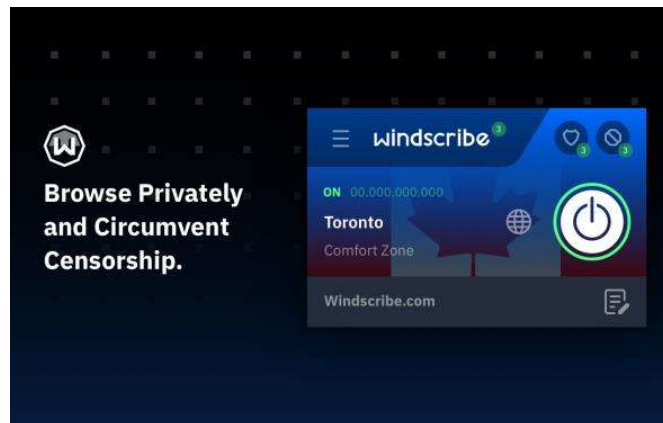 Browse Privately
and Circumvent
Censorship.
windscribe 3
3 3
ON 00.000.000.000
Toronto
Comfort Zone
Windscribe.com